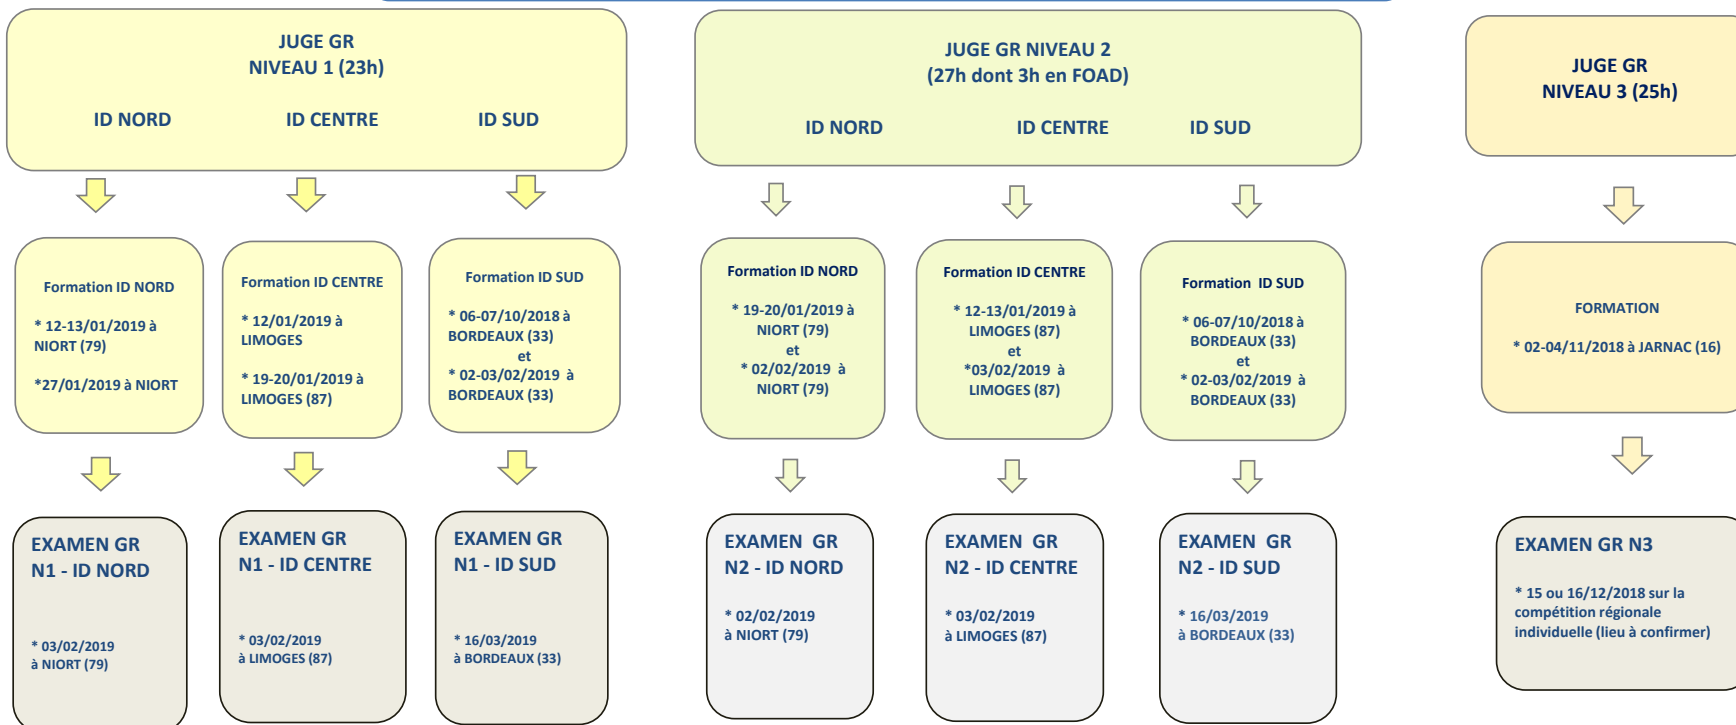 JUGE GR
NIVEAU 1 (23h)
ID NORD ID CENTRE ID SUD
JUGE GR NIVEAU 2
(27h dont 3h en FOAD)
ID NORD ID CENTRE ID SUD
JUGE GR
NIVEAU 3 (25h)
Formation ID NORD
* 12-13/01/2019 à
NIORT (79)
*27/01/2019 à NIORT
Formation ID CENTRE
* 12/01/2019 à
LIMOGES
* 19-20/01/2019 à
LIMOGES (87)
Formation ID SUD
* 06-07/10/2018 à
BORDEAUX (33)
et
* 02-03/02/2019 à
BORDEAUX (33)
Formation ID NORD
* 19-20/01/2019 à
NIORT (79)
et
* 02/02/2019 à
NIORT (79)
Formation ID CENTRE
* 12-13/01/2019 à
LIMOGES (87)
et
*03/02/2019 à
LIMOGES (87)
Formation ID SUD
* 06-07/10/2018 à
BORDEAUX (33)
et
* 02-03/02/2019 à
BORDEAUX (33)
FORMATION
* 02-04/11/2018 à JARNAC (16)
EXAMEN GR
N1 - ID NORD
* 03/02/2019
à NIORT (79)
EXAMEN GR
N1 - ID CENTRE
* 03/02/2019
à LIMOGES (87)
EXAMEN GR
N1 - ID SUD
* 16/03/2019
à BORDEAUX (33)
EXAMEN GR
N2 - ID NORD
* 02/02/2019
à NIORT (79)
EXAMEN GR
N2 - ID CENTRE
* 03/02/2019
à LIMOGES (87)
EXAMEN GR
N2 - ID SUD
* 16/03/2019
à BORDEAUX (33)
EXAMEN GR N3
* 15 ou 16/12/2018 sur la
compétition régionale
individuelle (lieu à confirmer)